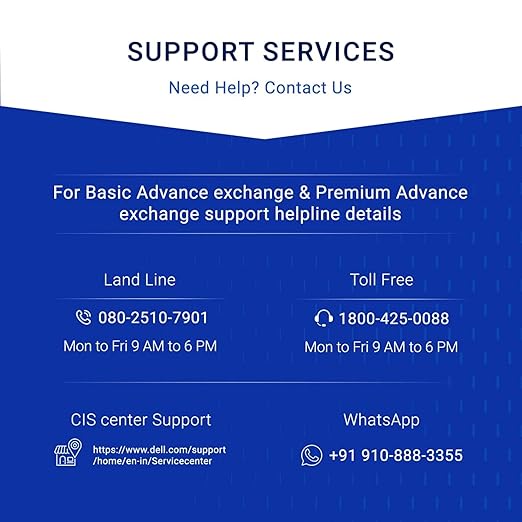 SUPPORT SERVICES
Need Help? Contact Us
For Basic Advance exchange & Premium Advance
exchange support helpline details
Land Line
080-2510-7901
Mon to Fri 9 AM to 6 PM
Toll Free
1800-425-0088
Mon to Fri 9 AM to 6 PM
CIS center Support
https://www.dell.com/support
/home/en-in/Servicecenter
WhatsApp
+91 910-888-3355